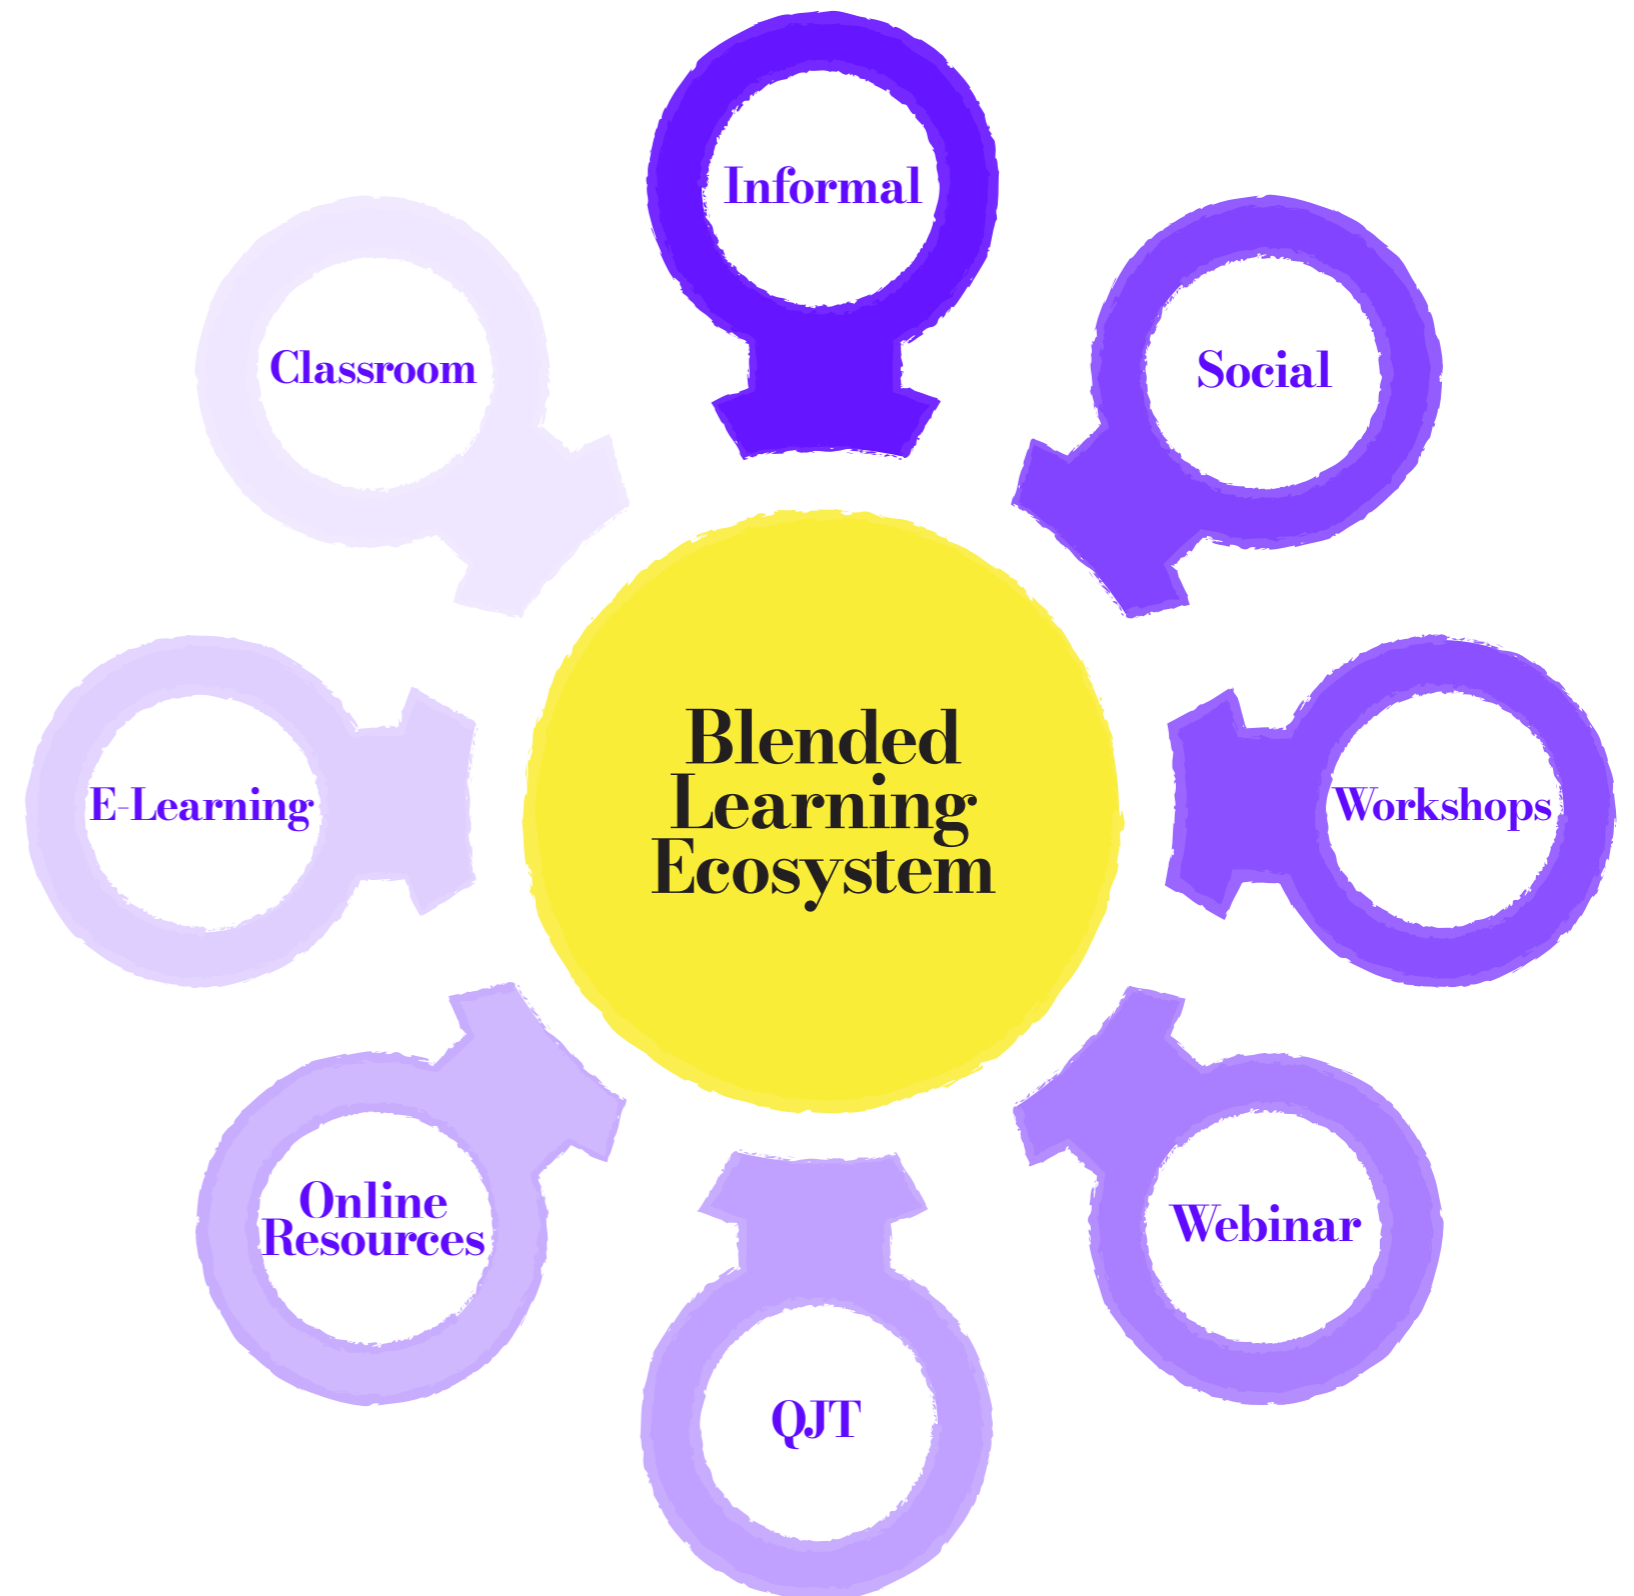 Informal
Social
Workshops
Webinar
QJT
Online
Resources
E-Learning
Classroom
Blended
Learning
Ecosystem